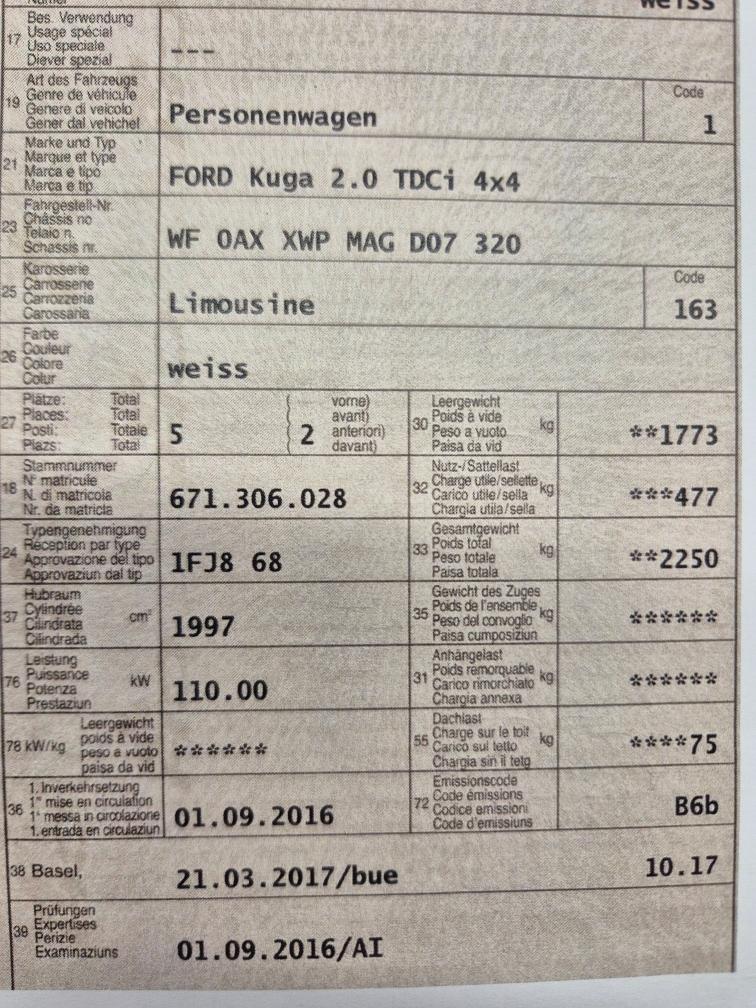 weiss
17 Bes. Verwendung
Usage spécial
Uso speciale
Diever spezial
---
19 Art des Fahrzeugs
Genre de véhicule
Genere di veicolo
Gener dal vehichel
Personenwagen
Code
1
21 Marke und Typ
Marque et type
Marca e tipo
Marca e tip
FORD Kuga 2.0 TDCi 4x4
23 Fahrgestell-Nr.
Châssis no
Telaio n.
Schassis nr.
WF 0AX XWP MAG D07 320
25 Karosserie
Carrosserie
Carrozzeria
Carossaria
Limousine
Code
163
26 Farbe
Couleur
Colore
Colur
weiss
27 Plätze: Total
Places: Total
Posti: Totale
Plazs: Total
5
( 2
vorne)
avant)
anteriori)
davant)
30 Leergewicht
Poids à vide
Peso a vuoto
Paisa da vid
kg
**1773
18 Stammnummer
N° matricule
N. di matricola
Nr. da matricla
671.306.028
32 Nutz-/Sattellast
Charge utile/sellette
Carico utile/sella
Chargia utila/sella
kg
***477
24 Typengenehmigung
Réception par type
Approvazione del tipo
Approvaziun dal tip
1FJ8 68
33 Gesamtgewicht
Poids total
Peso totale
Paisa totala
kg
**2250
37 Hubraum
Cylindrée
Cilindrata
Cilindrada
cm³
1997
35 Gewicht des Zuges
Poids de l'ensemble
Peso del convoglio
Paisa cumposiziun
kg
******
76 Leistung
Puissance
Potenza
Prestaziun
kW
110.00
31 Anhängelast
Poids remorquable
Carico rimorchiato
Chargia annexa
kg
******
78 kW/kg
Leergewicht
poids à vide
peso a vuoto
paisa da vid
******
55 Dachlast
Charge sur le toit
Carico sul tetto
Chargia sin il tetg
kg
****75
36 1. Inverkehrsetzung
1re mise en circulation
1a messa in circolazione
1. entrada en circulaziun
01.09.2016
72 Emissionscode
Code émissions
Codice emissioni
Code d'emissiuns
B6b
38 Basel,
21.03.2017/bue
10.17
39 Prüfungen
Expertises
Perizie
Examinaziuns
01.09.2016/AI